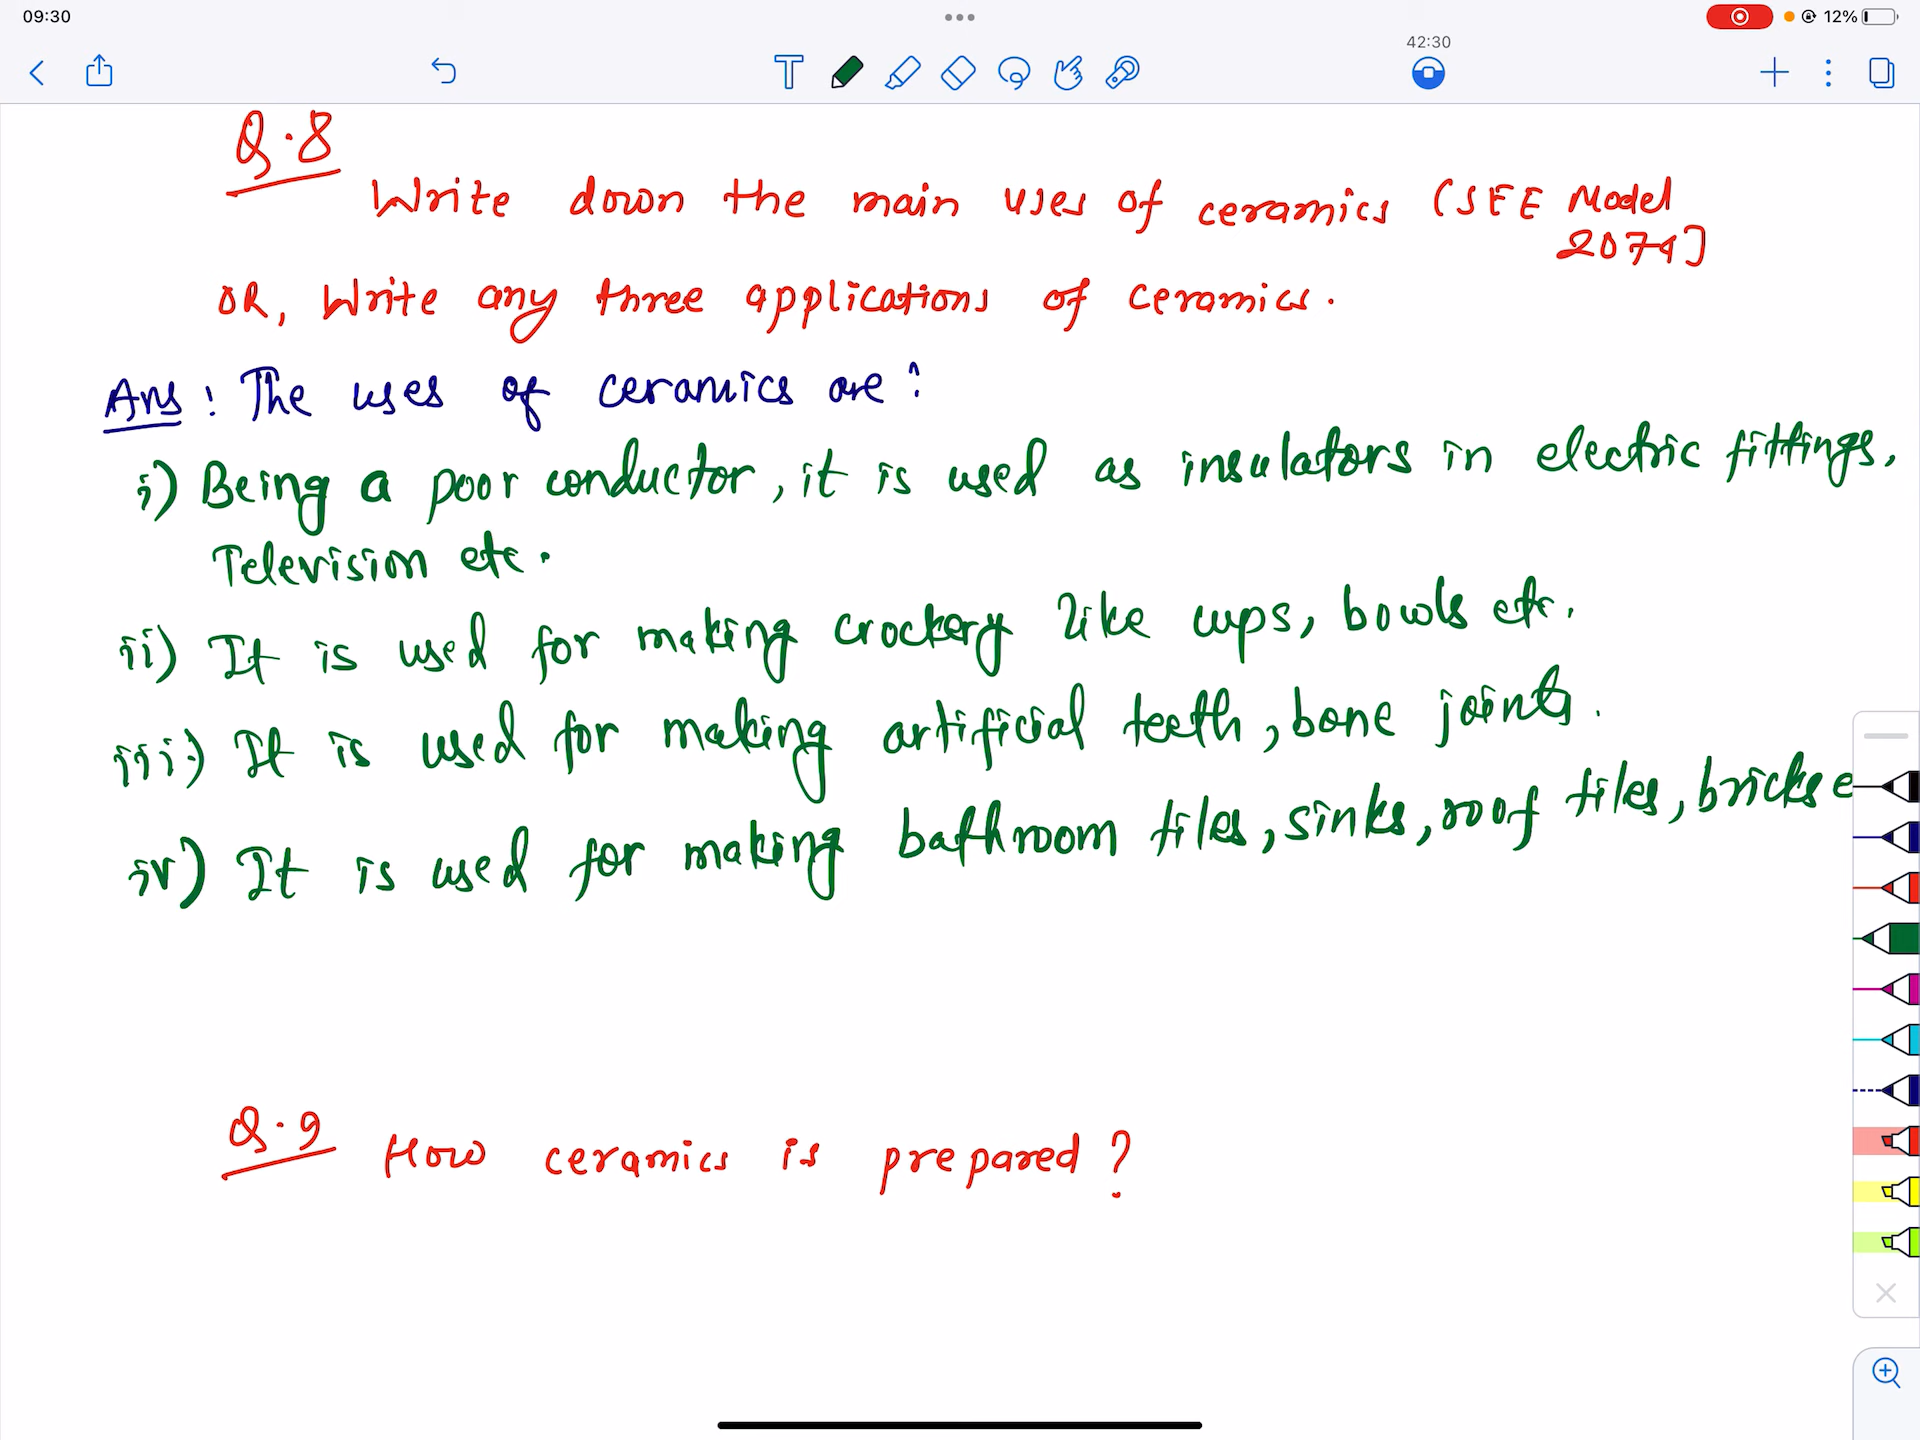 09:30
12%
42:30
Q.8
Write down the main uses of ceramics (SEE Model
2074]
OR, Write any three applications of ceramics.
Ans : The uses of ceramics are :
i) Being a poor conductor, it is used as insulators in electric fittings,
Television etc.
ii) It is used for making crockery like cups, bowls etc.
iii) It is used for making artificial teeth, bone joints.
iv) It is used for making bathroom tiles, sinks, roof tiles, bricks e
Q.9 How ceramics is prepared ?